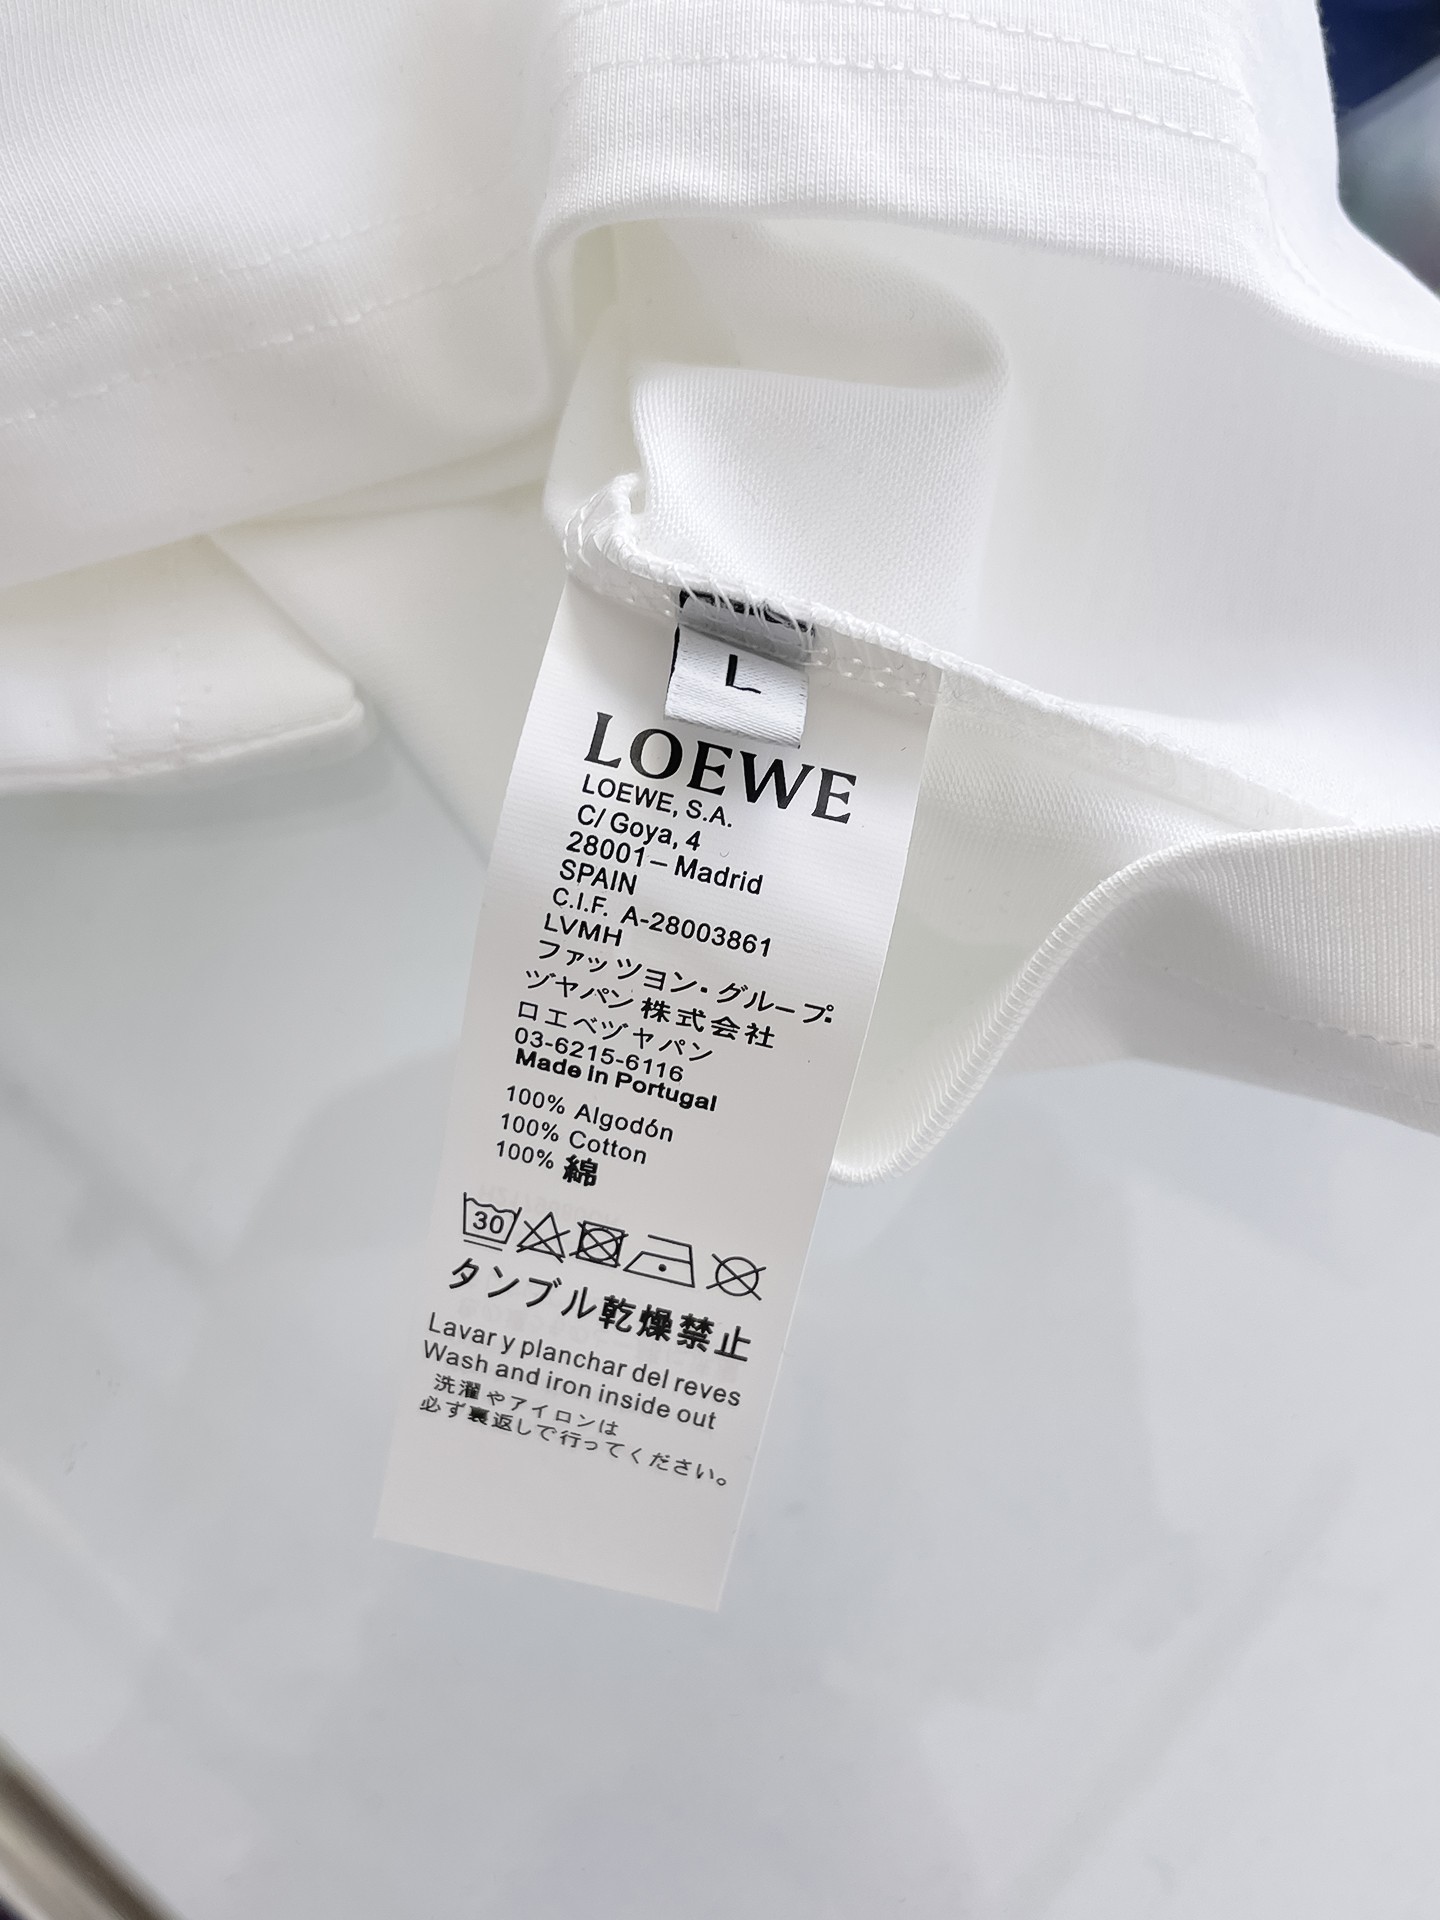 L
LOEWE
LOEWE, S.A.
C/ Goya, 4
28001– Madrid
SPAIN
C.I.F. A-28003861
LVMH
ファッツヨン・グループ・
ヅヤパン 株式会社
ロエベヅャパン
03-6215-6116
Made in Portugal
100% Algodón
100% Cotton
100% 綿
30
タンブル乾燥禁止
Lavar y planchar del reves
Wash and iron inside out
洗濯やアイロンは
必ず裏返しで行ってください。